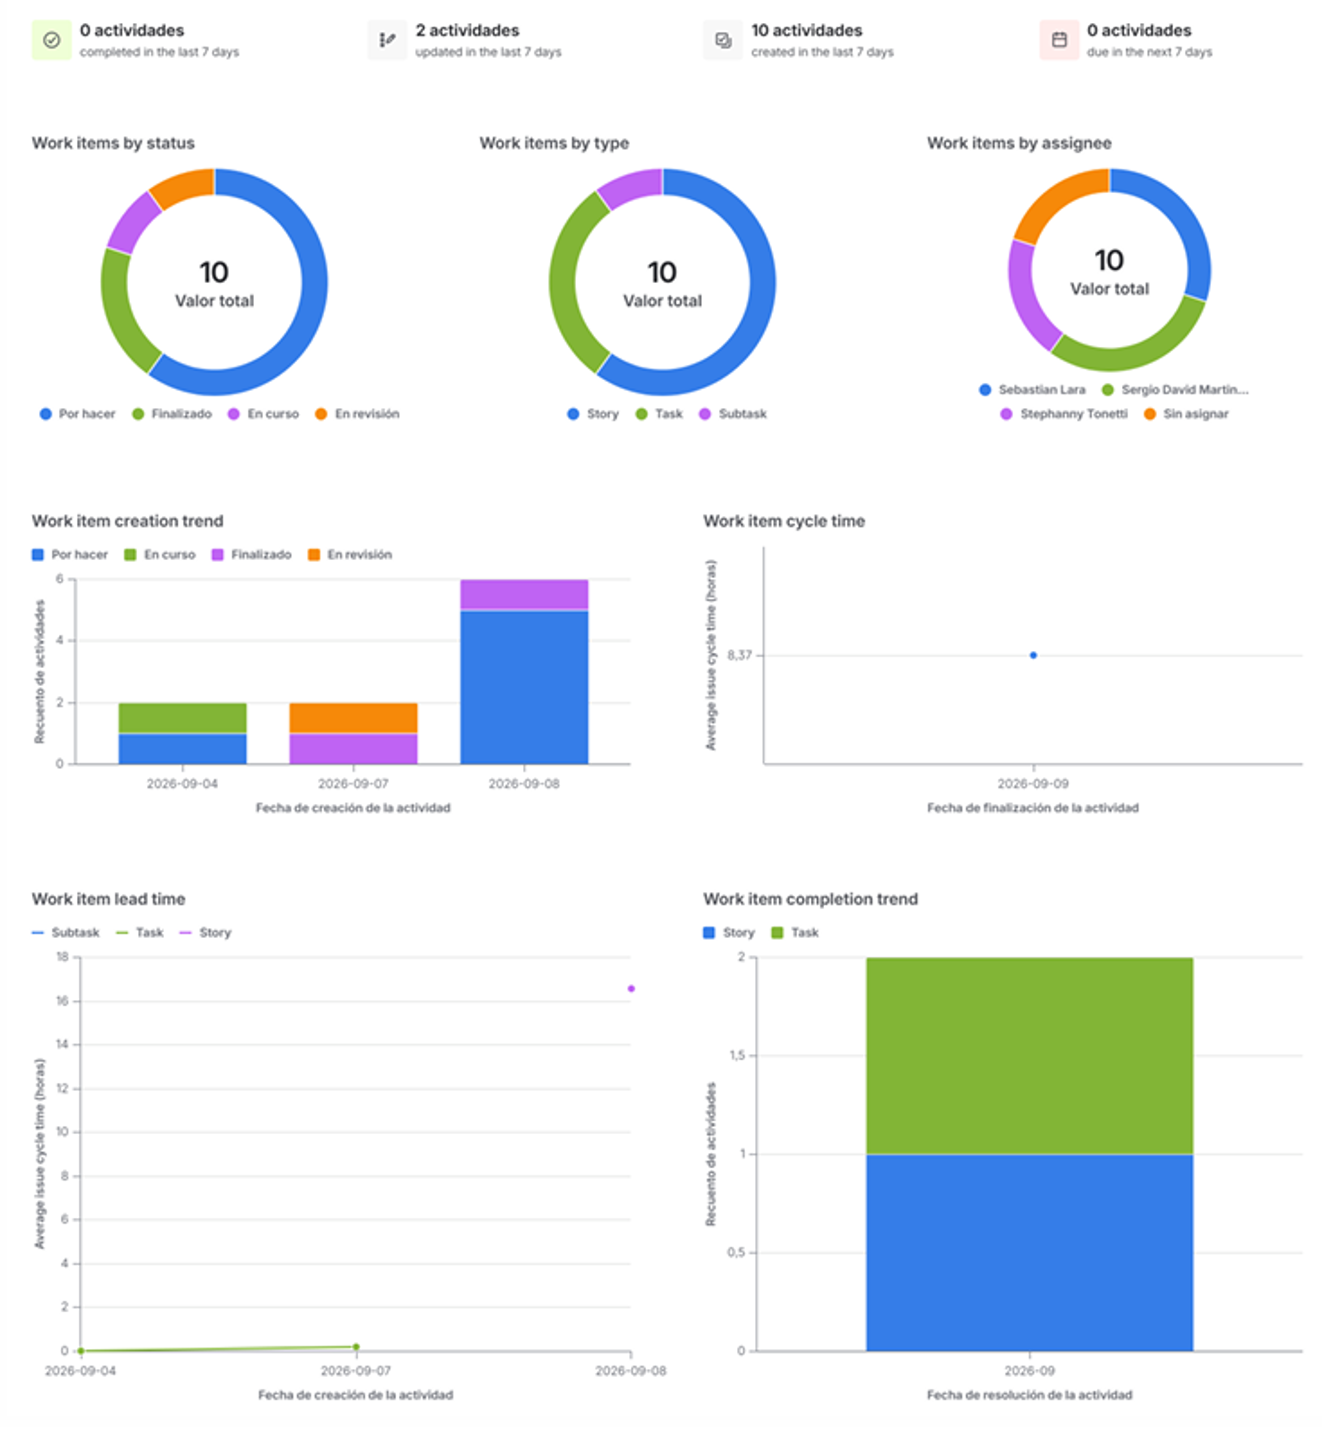 0 actividades
completed in the last 7 days
2 actividades
updated in the last 7 days
10 actividades
created in the last 7 days
0 actividades
due in the next 7 days
Work items by status
10
Valor total
Por hacer Finalizado En curso En revisión
Work items by type
10
Valor total
Story Task Subtask
Work items by assignee
10
Valor total
Sebastian Lara Sergio David Martin...
Stephanny Tonetti Sin asignar
Work item creation trend
Por hacer En curso Finalizado En revisión
Recuento de actividades
6
4
2
0
2026-09-04 2026-09-07 2026-09-08
Fecha de creación de la actividad
Work item cycle time
Average issue cycle time (horas)
8,37
2026-09-09
Fecha de finalización de la actividad
Work item lead time
Subtask Task Story
Average issue cycle time (horas)
18
16
14
12
10
8
6
4
2
0
2026-09-04 2026-09-07 2026-09-08
Fecha de creación de la actividad
Work item completion trend
Story Task
Recuento de actividades
2
1,5
1
0,5
0
2026-09
Fecha de resolución de la actividad